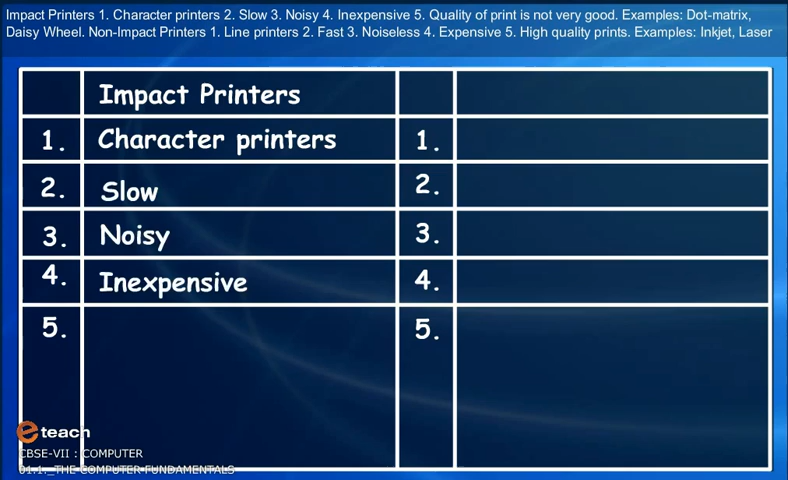 Impact Printers 1. Character printers 2. Slow 3. Noisy 4. Inexpensive 5. Quality of print is not very good. Examples: Dot-matrix,
Daisy Wheel. Non-Impact Printers 1. Line printers 2. Fast 3. Noiseless 4. Expensive 5. High quality prints. Examples: Inkjet, Laser
Impact Printers
1. Character printers 1.
2. Slow 2.
3. Noisy 3.
4. Inexpensive 4.
5. 5.
e teach
CBSE-VII : COMPUTER
01.1._THE COMPUTER FUNDAMENTALS